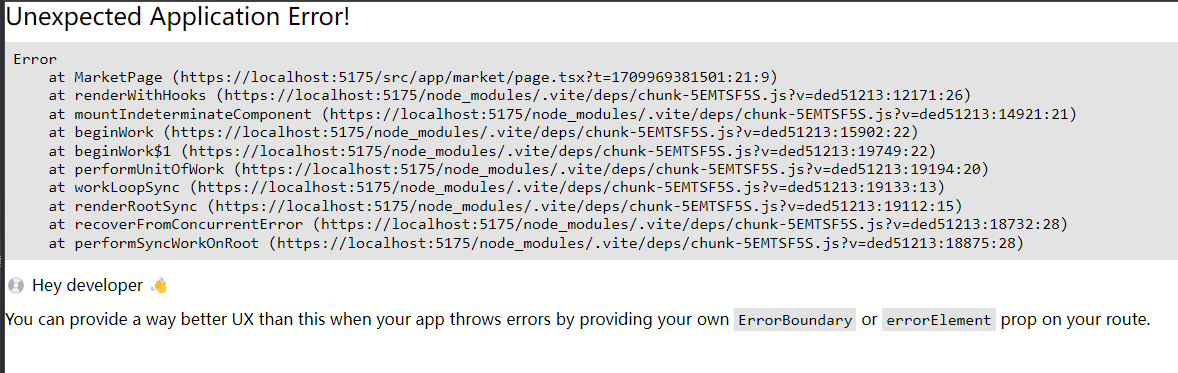 Unexpected Application Error!
Error
at MarketPage (https://localhost:5175/src/app/market/page.tsx?t=1709969381501:21:9)
at renderWithHooks (https://localhost:5175/node_modules/.vite/deps/chunk-5EMTSF5S.js?v=ded51213:12171:26)
at mountIndeterminateComponent (https://localhost:5175/node_modules/.vite/deps/chunk-5EMTSF5S.js?v=ded51213:14921:21)
at beginWork (https://localhost:5175/node_modules/.vite/deps/chunk-5EMTSF5S.js?v=ded51213:15902:22)
at beginWork$1 (https://localhost:5175/node_modules/.vite/deps/chunk-5EMTSF5S.js?v=ded51213:19749:22)
at performUnitOfWork (https://localhost:5175/node_modules/.vite/deps/chunk-5EMTSF5S.js?v=ded51213:19194:20)
at workLoopSync (https://localhost:5175/node_modules/.vite/deps/chunk-5EMTSF5S.js?v=ded51213:19133:13)
at renderRootSync (https://localhost:5175/node_modules/.vite/deps/chunk-5EMTSF5S.js?v=ded51213:19112:15)
at recoverFromConcurrentError (https://localhost:5175/node_modules/.vite/deps/chunk-5EMTSF5S.js?v=ded51213:18732:28)
at performSyncWorkOnRoot (https://localhost:5175/node_modules/.vite/deps/chunk-5EMTSF5S.js?v=ded51213:18875:28)
💿 Hey developer 👋
You can provide a way better UX than this when your app throws errors by providing your own ErrorBoundary or errorElement prop on your route.